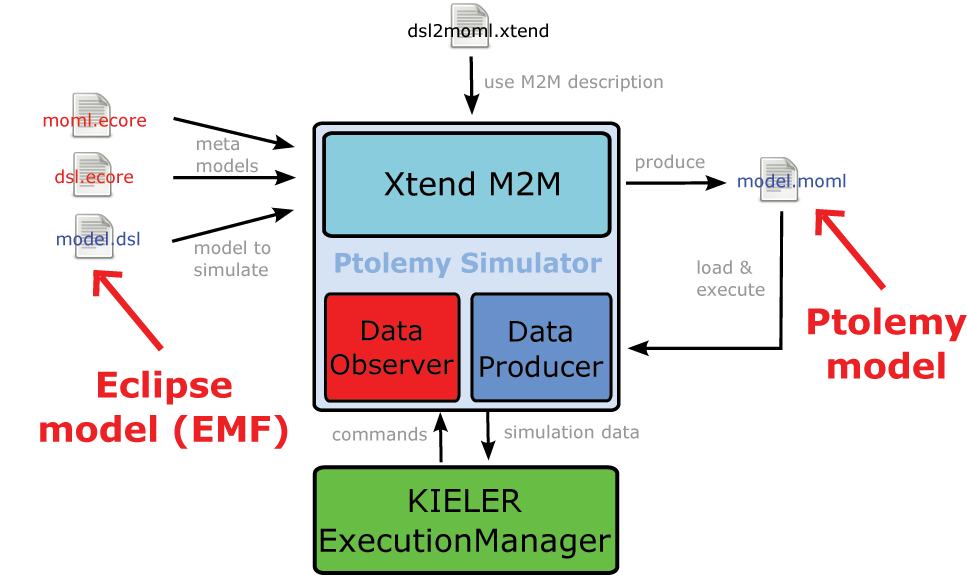 dsl2moml.xtend
use M2M description
moml.ecore
meta
models
dsl.ecore
model.dsl
model to
simulate
Xtend M2M
produce
model.moml
Ptolemy Simulator
load &
execute
Data
Observer
Data
Producer
Eclipse
model (EMF)
Ptolemy
model
commands
simulation data
KIELER
ExecutionManager